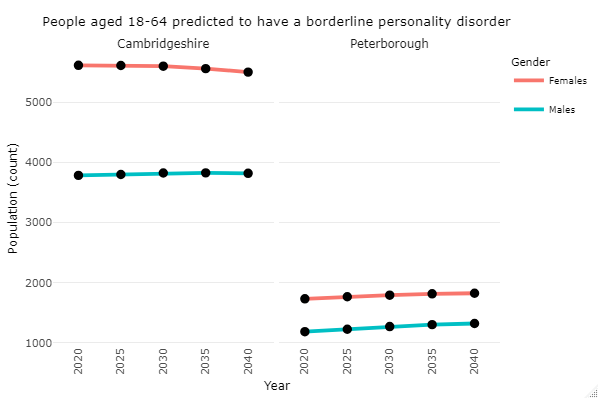 People aged 18-64 predicted to have a borderline personality disorder
Cambridgeshire
Peterborough
Gender
Females
Males
Population (count)
5000
4000
3000
2000
1000
2020
2025
2030
2035
2040
2020
2025
2030
2035
2040
Year